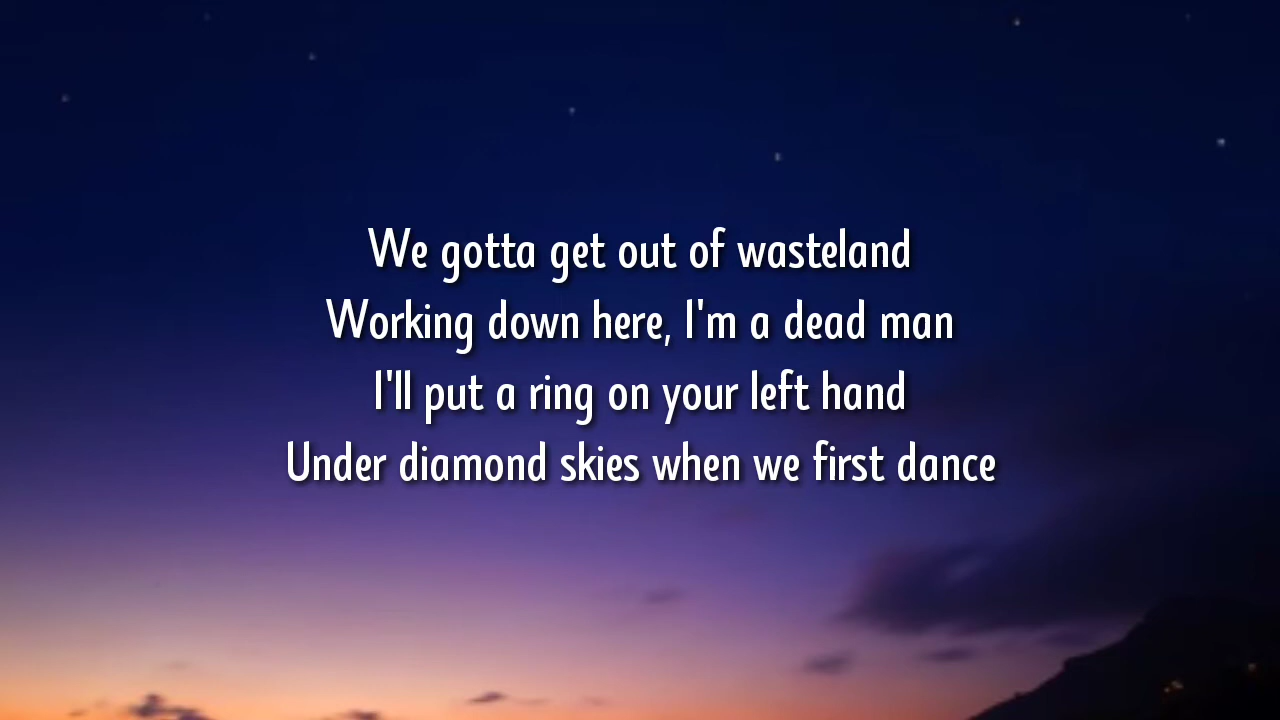 We gotta get out of wasteland
Working down here, I'm a dead man
I'll put a ring on your left hand
Under diamond skies when we first dance